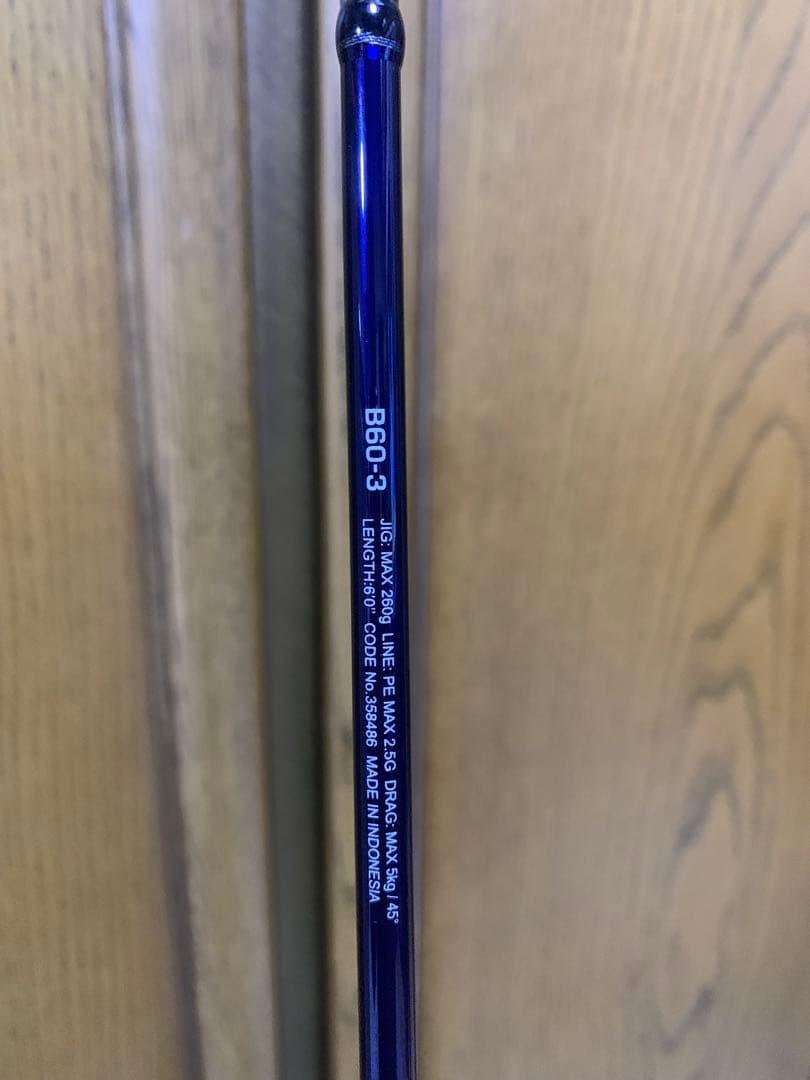 B60-3
JIG: MAX 260g LINE: PE MAX 2.5G DRAG: MAX 5kg / 45°
LENGTH:6'0" CODE No.358486 MADE IN INDONESIA